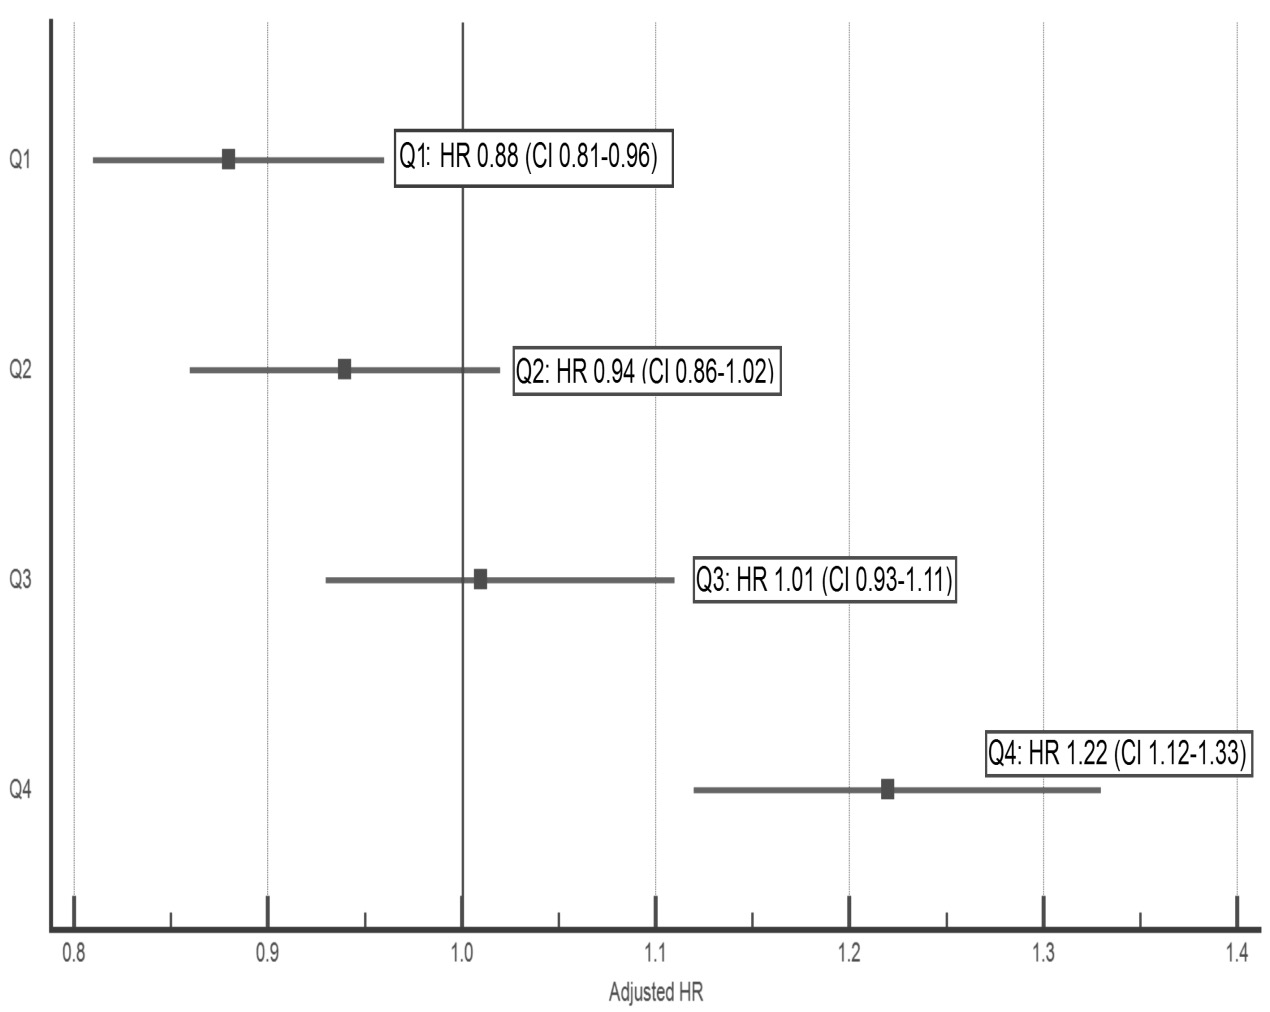 Q1
Q1: HR 0.88 (CI 0.81-0.96)
Q2
Q2: HR 0.94 (CI 0.86-1.02)
Q3
Q3: HR 1.01 (CI 0.93-1.11)
Q4: HR 1.22 (CI 1.12-1.33)
Q4
0.8 0.9 1.0 1.1 1.2 1.3 1.4
Adjusted HR